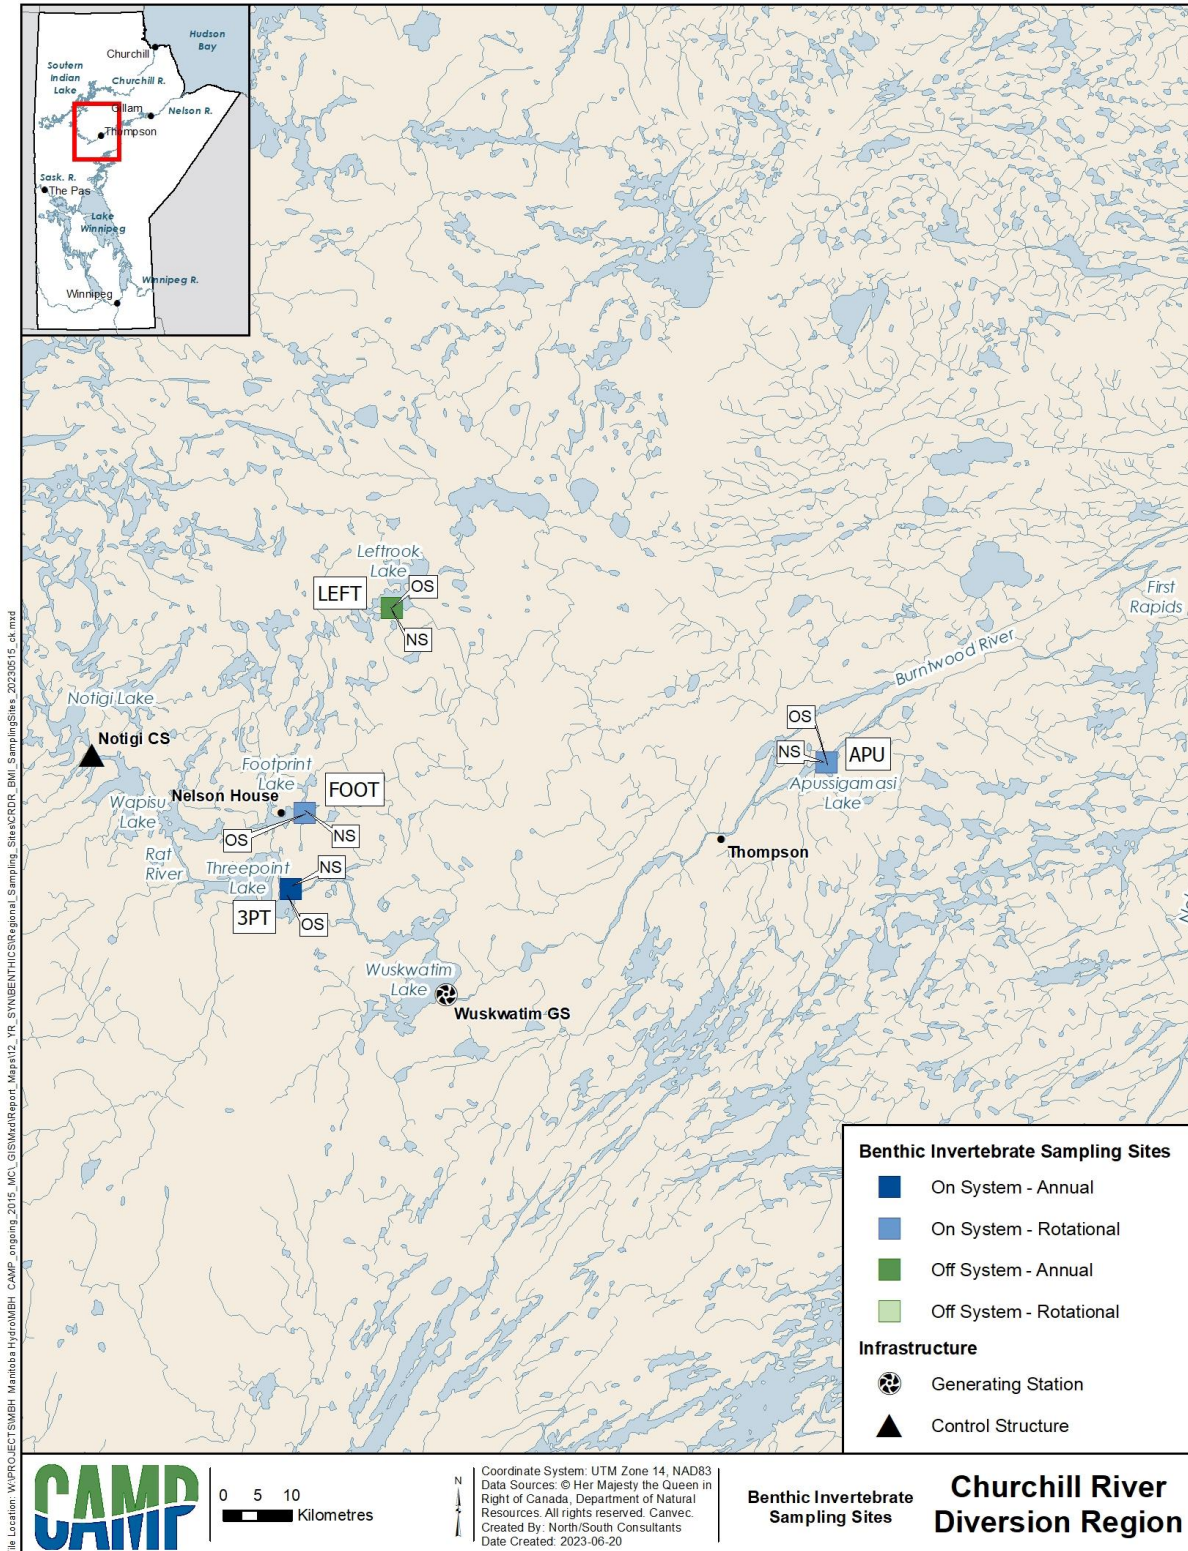 Hudson
Bay
Churchill
Soutern
Indian
Lake
Churchill R.
Gillam
Nelson R.
Thompson
Sask. R.
The Pas
Lake
Winnipeg
Winnipeg R.
Winnipeg
Leftrook
Lake
LEFT
OS
NS
First
Rapids
Burntwood River
Notigi Lake
Notigi CS
OS
NS
APU
Apussigamasi
Lake
Footprint
Lake
FOOT
Nelson House
Wapisu
Lake
OS
NS
Thompson
Rat
River
Threepoint
Lake
NS
3PT
OS
Wuskwatim
Lake
Wuskwatim GS
Benthic Invertebrate Sampling Sites
On System - Annual
On System - Rotational
Off System - Annual
Off System - Rotational
Infrastructure
Generating Station
Control Structure
CAMP
0 5 10
Kilometres
N
Coordinate System: UTM Zone 14, NAD83
Data Sources: © Her Majesty the Queen in
Right of Canada, Department of Natural
Resources. All rights reserved. Canvec.
Created By: North/South Consultants
Date Created: 2023-06-20
Benthic Invertebrate
Sampling Sites
Churchill River
Diversion Region